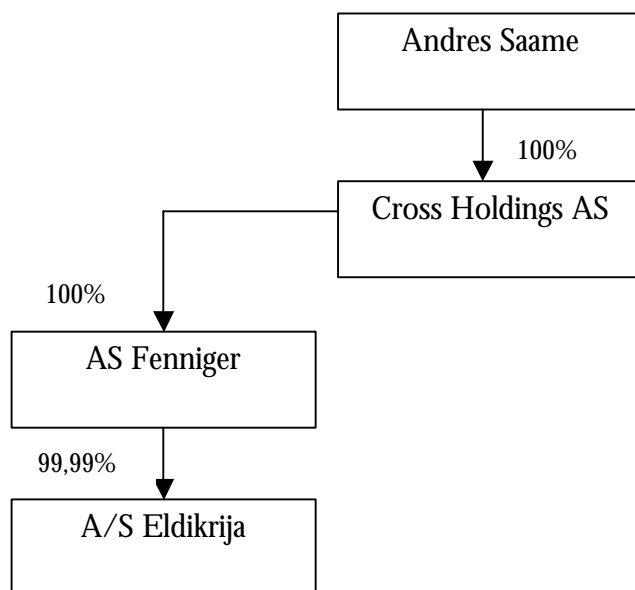 Andres Saame
100%
Cross Holdings AS
100%
AS Fenniger
99,99%
A/S Eldikrija